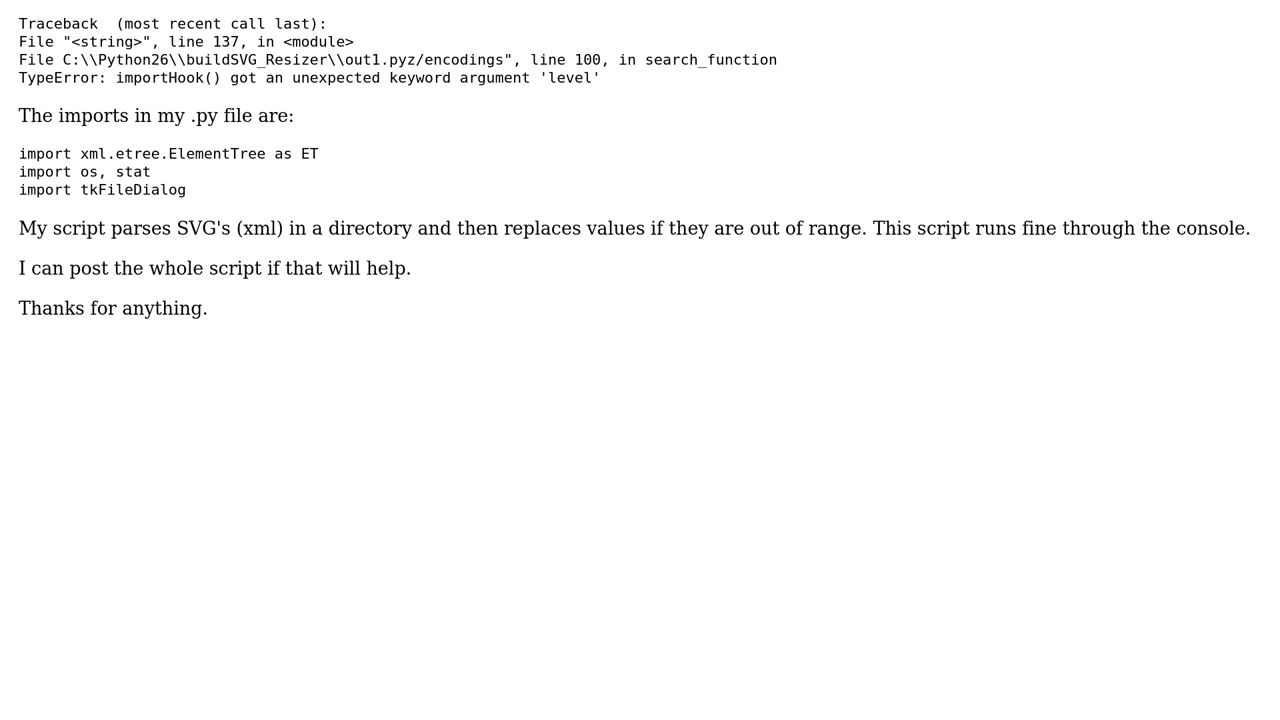 Traceback  (most recent call last):
File "<string>", line 137, in <module>
File C:\\Python26\\buildSVG_Resizer\\out1.pyz/encodings", line 100, in search_function
TypeError: importHook() got an unexpected keyword argument 'level'
The imports in my .py file are:
import xml.etree.ElementTree as ET
import os, stat
import tkFileDialog
My script parses SVG's (xml) in a directory and then replaces values if they are out of range. This script runs fine through the console.
I can post the whole script if that will help.
Thanks for anything.